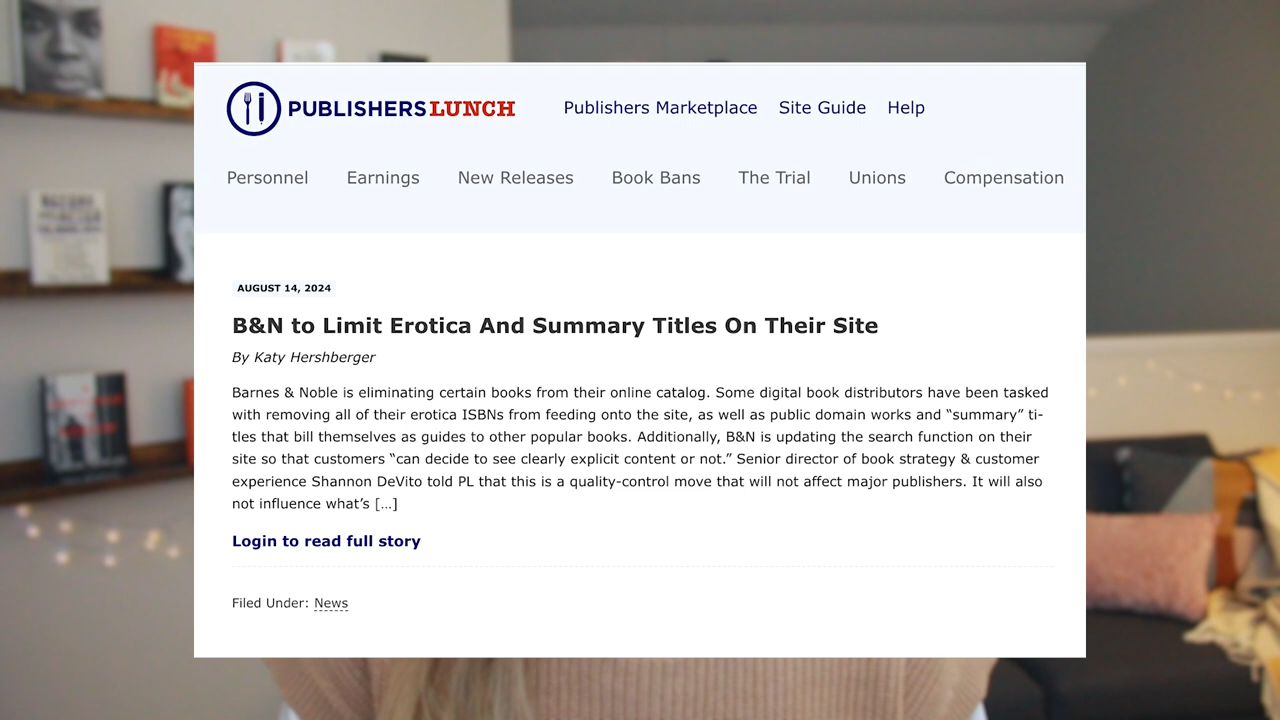 PUBLISHERS LUNCH
Publishers Marketplace Site Guide Help
Personnel Earnings New Releases Book Bans The Trial Unions Compensation
AUGUST 14, 2024
B&N to Limit Erotica And Summary Titles On Their Site
By Katy Hershberger
Barnes & Noble is eliminating certain books from their online catalog. Some digital book distributors have been tasked
with removing all of their erotica ISBNs from feeding onto the site, as well as public domain works and “summary” ti-
tles that bill themselves as guides to other popular books. Additionally, B&N is updating the search function on their
site so that customers “can decide to see clearly explicit content or not.” Senior director of book strategy & customer
experience Shannon DeVito told PL that this is a quality-control move that will not affect major publishers. It will also
not influence what’s […]
Login to read full story
Filed Under: News